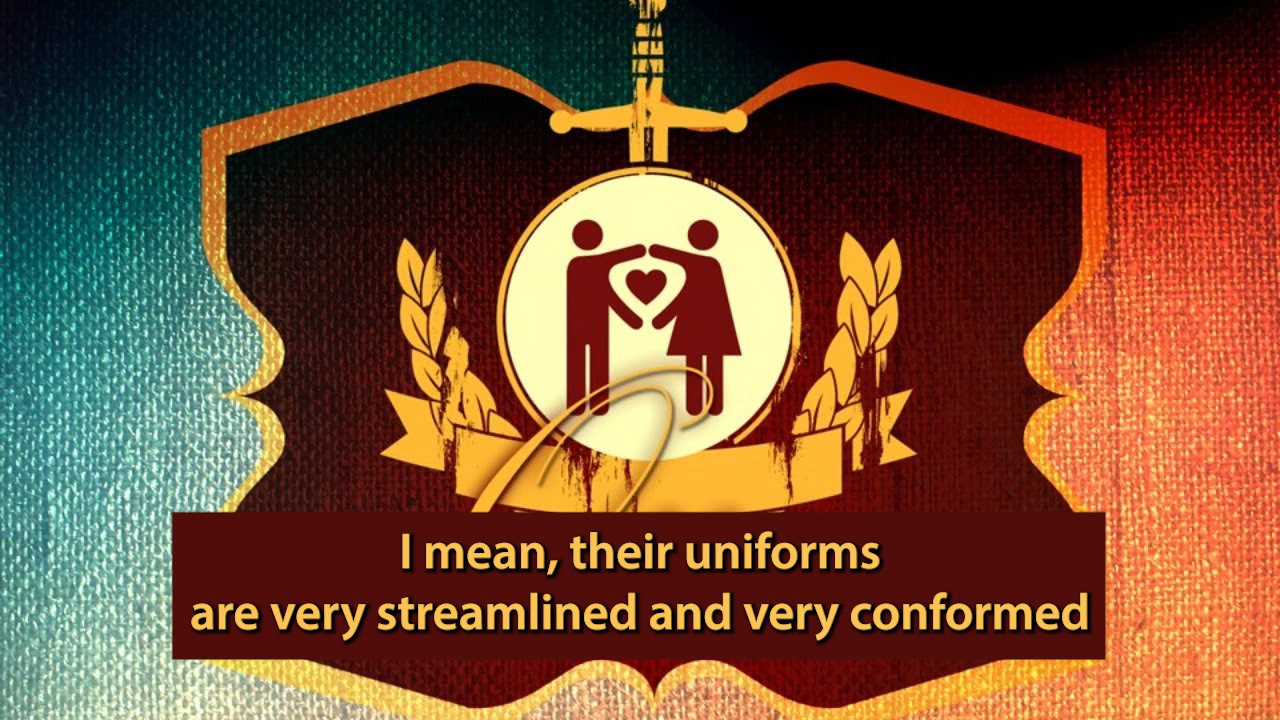 I mean, their uniforms
are very streamlined and very conformed